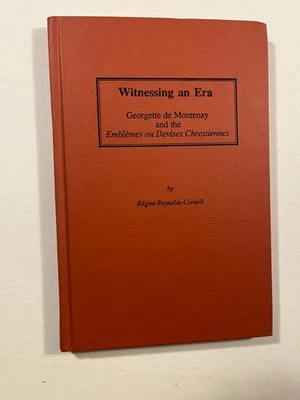 Witnessing an Era
Georgette de Montenay
and the
Emblèmes ou Devises Chrestiennes
by
Régine Reynolds-Cornell